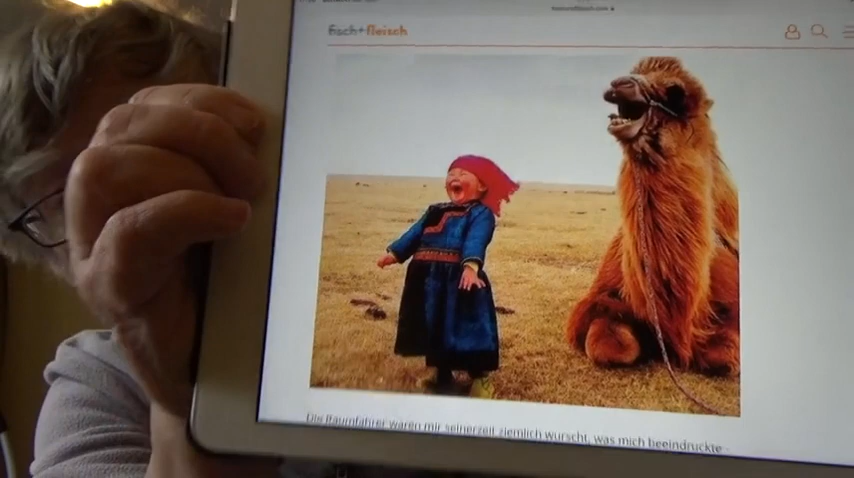 fisch+fleisch
Die Raumfahrer waren mir seinerzeit ziemlich wurscht, was mich beeindruckte